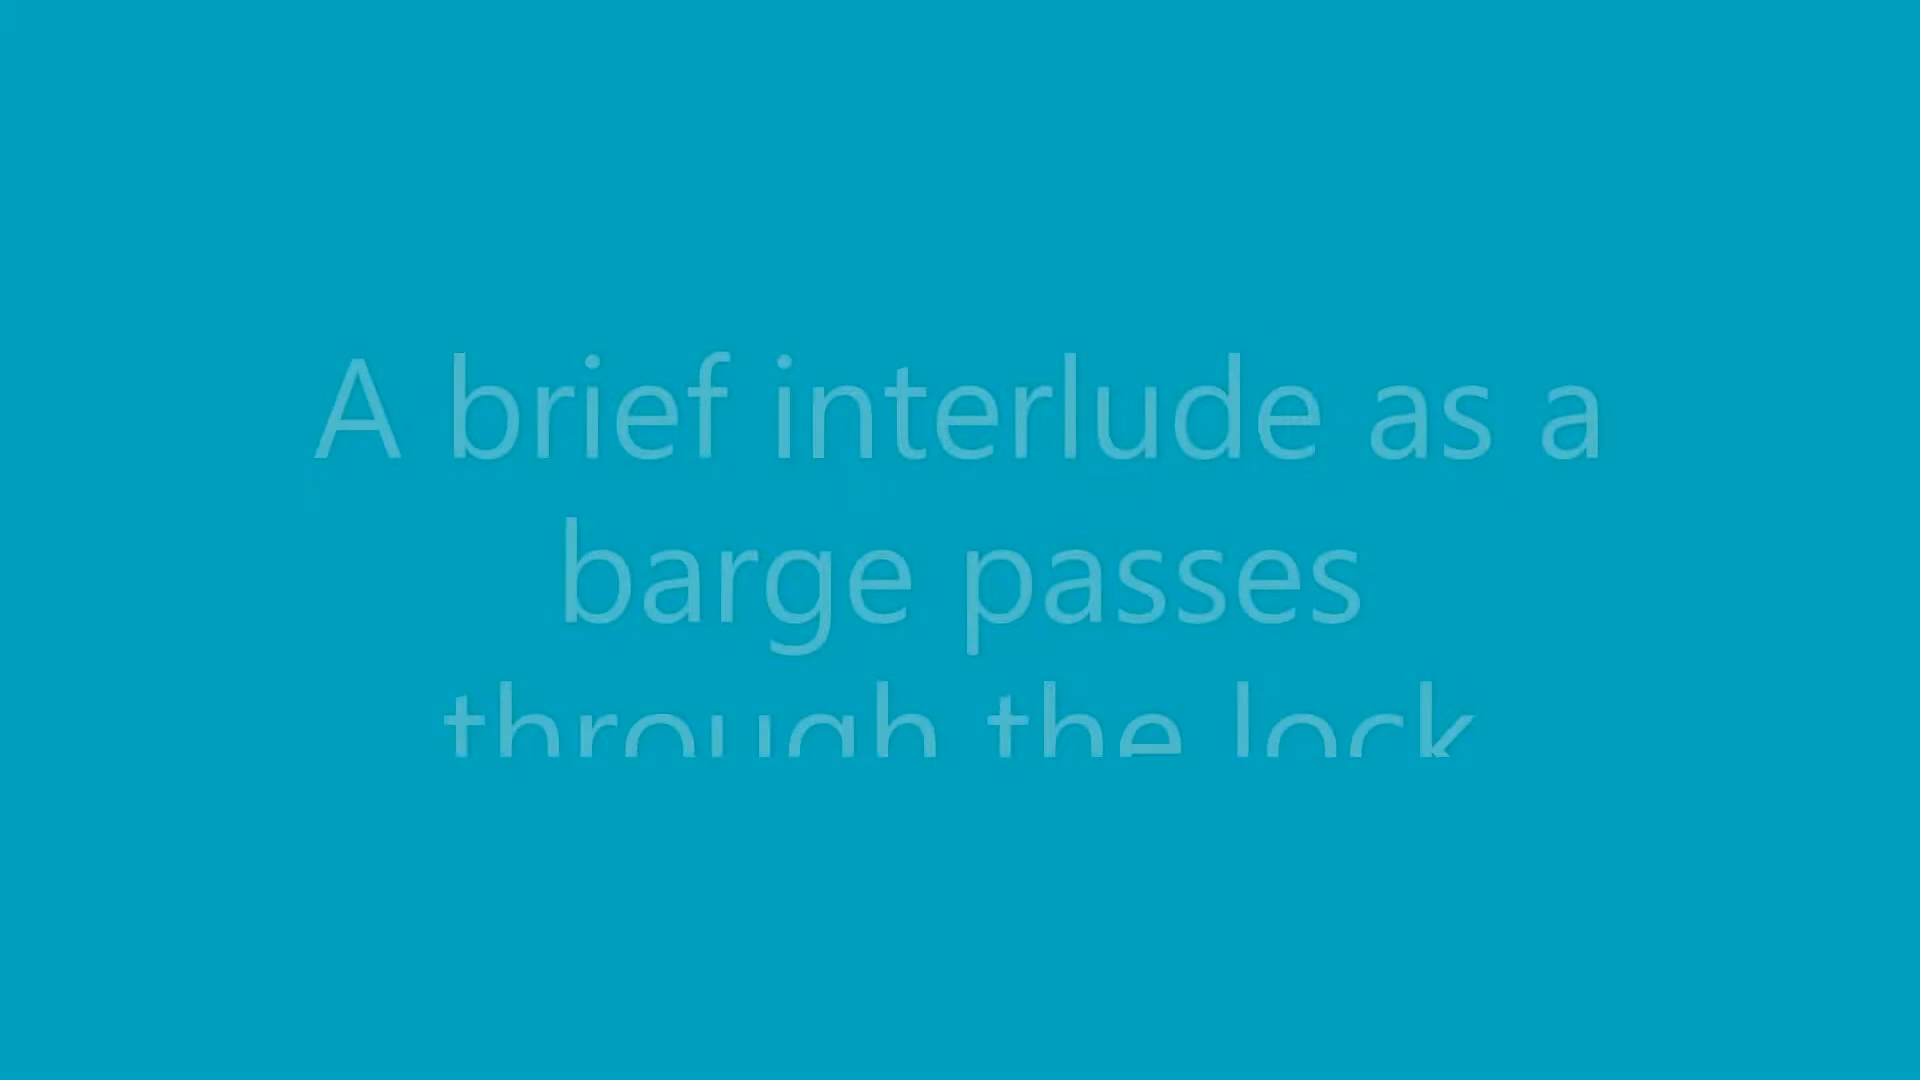 A brief interlude as a
barge passes
through the lock